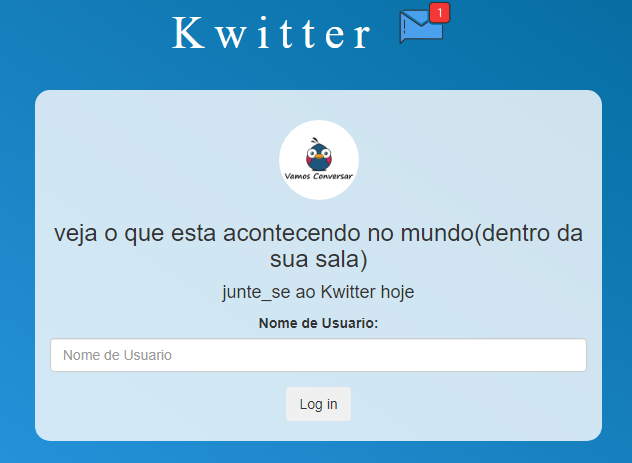 Kwitter
1
Vamos Conversar
veja o que esta acontecendo no mundo(dentro da
sua sala)
junte_se ao Kwitter hoje
Nome de Usuario:
Nome de Usuario
Log in